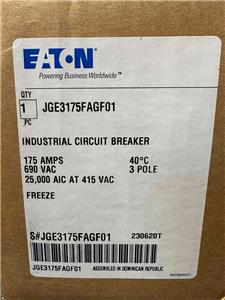 EATON
Powering Business Worldwide™
QTY
1 JGE3175FAGF01
PC
INDUSTRIAL CIRCUIT BREAKER
175 AMPS 40°C
690 VAC 3 POLE
25,000 AIC AT 415 VAC
FREEZE
S#JGE3175FAGF01 230620T
JGE3175FAGF01 ASSEMBLED IN DOMINICAN REPUBLIC